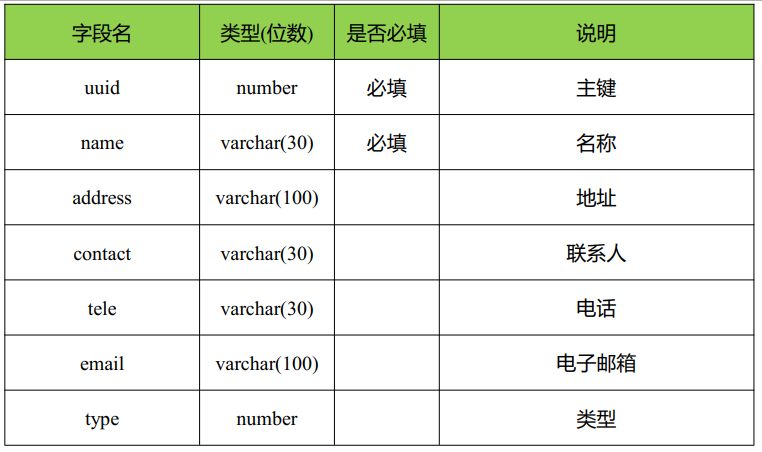 字段名 类型(位数) 是否必填 说明
uuid number 必填 主键
name varchar(30) 必填 名称
address varchar(100) 地址
contact varchar(30) 联系人
tele varchar(30) 电话
email varchar(100) 电子邮箱
type number 类型